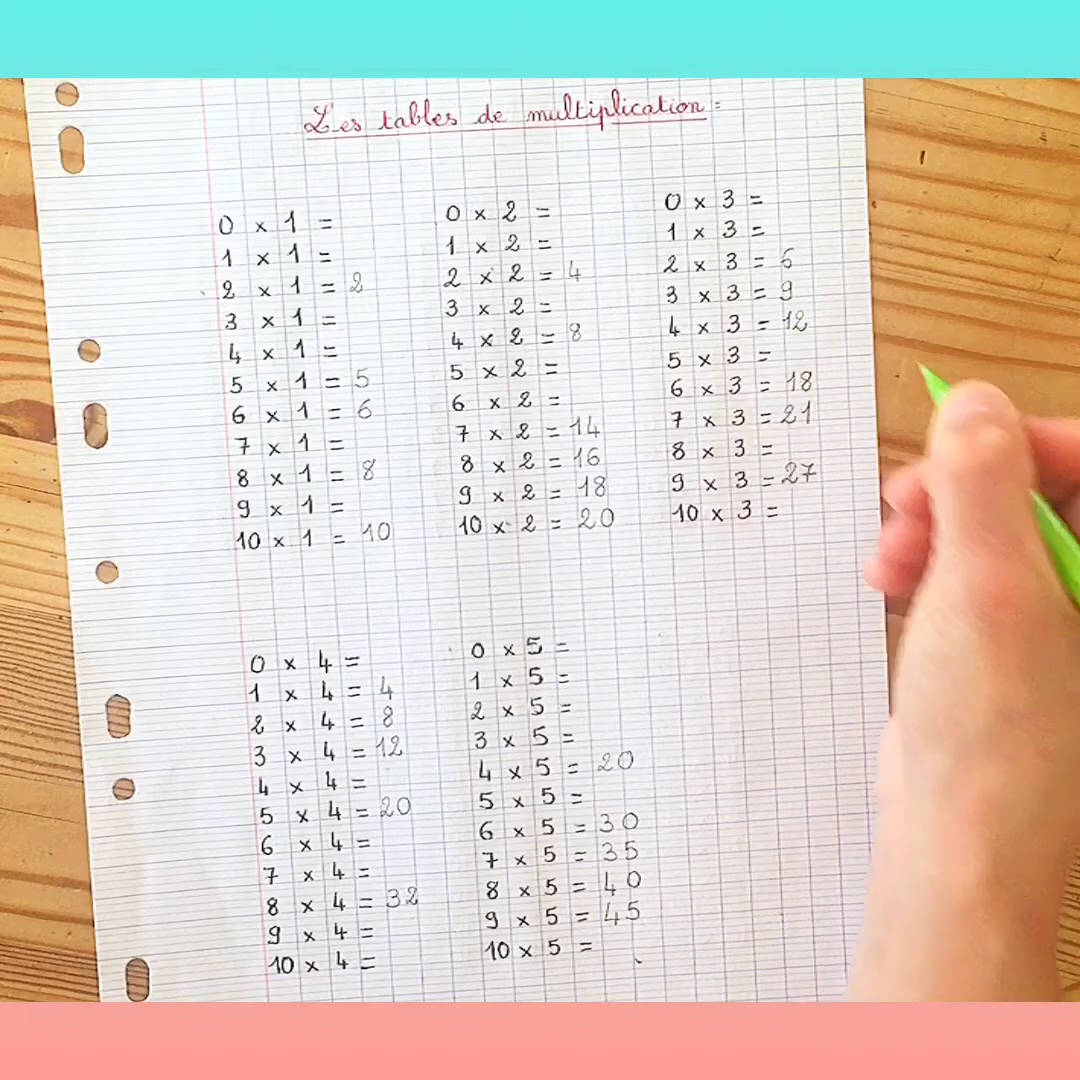 Les tables de multiplication :
0 x 1 =
1 x 1 =
2 x 1 = 2
3 x 1 =
4 x 1 =
5 x 1 = 5
6 x 1 = 6
7 x 1 =
8 x 1 = 8
9 x 1 =
10 x 1 = 10
0 x 2 =
1 x 2 =
2 x 2 = 4
3 x 2 =
4 x 2 = 8
5 x 2 =
6 x 2 =
7 x 2 = 14
8 x 2 = 16
9 x 2 = 18
10 x 2 = 20
0 x 3 =
1 x 3 =
2 x 3 = 6
3 x 3 = 9
4 x 3 = 12
5 x 3 =
6 x 3 = 18
7 x 3 = 21
8 x 3 =
9 x 3 = 27
10 x 3 =
0 x 4 =
1 x 4 = 4
2 x 4 = 8
3 x 4 = 12
4 x 4 =
5 x 4 = 20
6 x 4 =
7 x 4 =
8 x 4 = 32
9 x 4 =
10 x 4 =
0 x 5 =
1 x 5 =
2 x 5 =
3 x 5 =
4 x 5 = 20
5 x 5 =
6 x 5 = 30
7 x 5 = 35
8 x 5 = 40
9 x 5 = 45
10 x 5 =